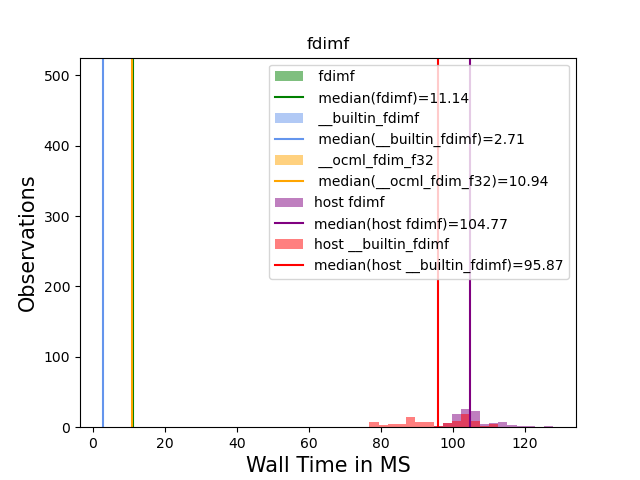 fdimf
500
400
300
200
100
0
Observations
fdimf
median(fdimf)=11.14
__builtin_fdimf
median(__builtin_fdimf)=2.71
__ocml_fdim_f32
median(__ocml_fdim_f32)=10.94
host fdimf
median(host fdimf)=104.77
host __builtin_fdimf
median(host __builtin_fdimf)=95.87
0 20 40 60 80 100 120
Wall Time in MS